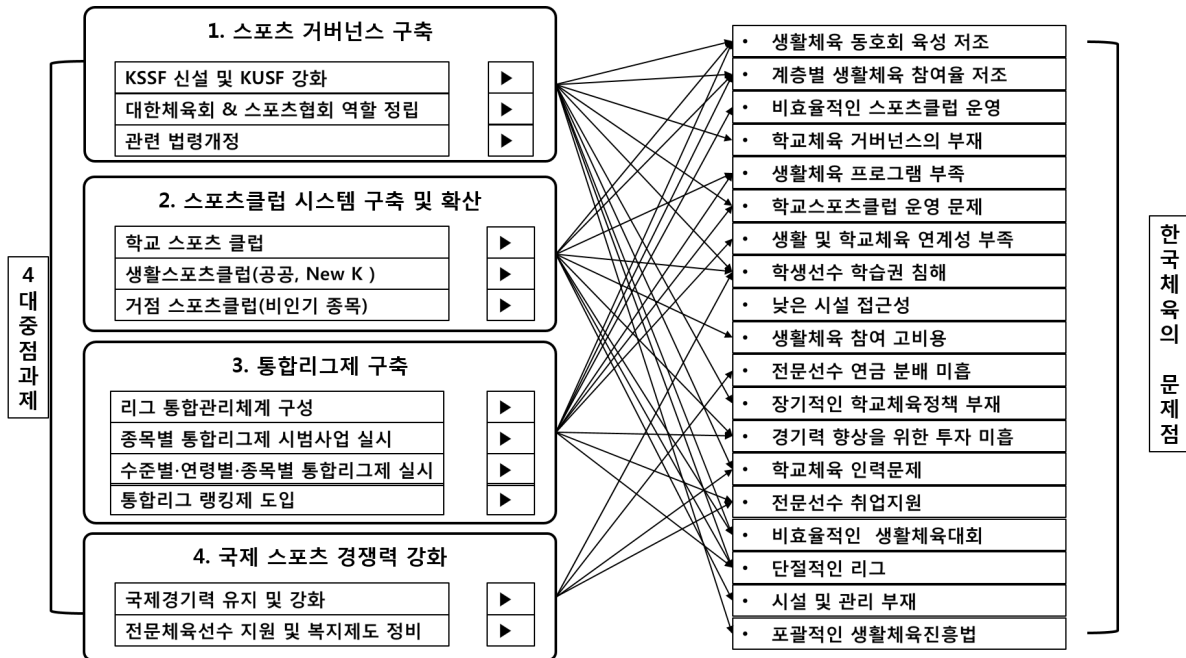 4대중점과제
1. 스포츠 거버넌스 구축
KSSF 신설 및 KUSF 강화 ▶
대한체육회 & 스포츠협회 역할 정립 ▶
관련 법령개정 ▶
2. 스포츠클럽 시스템 구축 및 확산
학교 스포츠 클럽 ▶
생활스포츠클럽(공공, New K ) ▶
거점 스포츠클럽(비인기 종목) ▶
3. 통합리그제 구축
리그 통합관리체계 구성 ▶
종목별 통합리그제 시범사업 실시 ▶
수준별·연령별·종목별 통합리그제 실시 ▶
통합리그 랭킹제 도입 ▶
4. 국제 스포츠 경쟁력 강화
국제경기력 유지 및 강화 ▶
전문체육선수 지원 및 복지제도 정비 ▶
• 생활체육 동호회 육성 저조
• 계층별 생활체육 참여율 저조
• 비효율적인 스포츠클럽 운영
• 학교체육 거버넌스의 부재
• 생활체육 프로그램 부족
• 학교스포츠클럽 운영 문제
• 생활 및 학교체육 연계성 부족
• 학생선수 학습권 침해
• 낮은 시설 접근성
• 생활체육 참여 고비용
• 전문선수 연금 분배 미흡
• 장기적인 학교체육정책 부재
• 경기력 향상을 위한 투자 미흡
• 학교체육 인력문제
• 전문선수 취업지원
• 비효율적인 생활체육대회
• 단절적인 리그
• 시설 및 관리 부재
• 포괄적인 생활체육진흥법
한국체육의 문제점